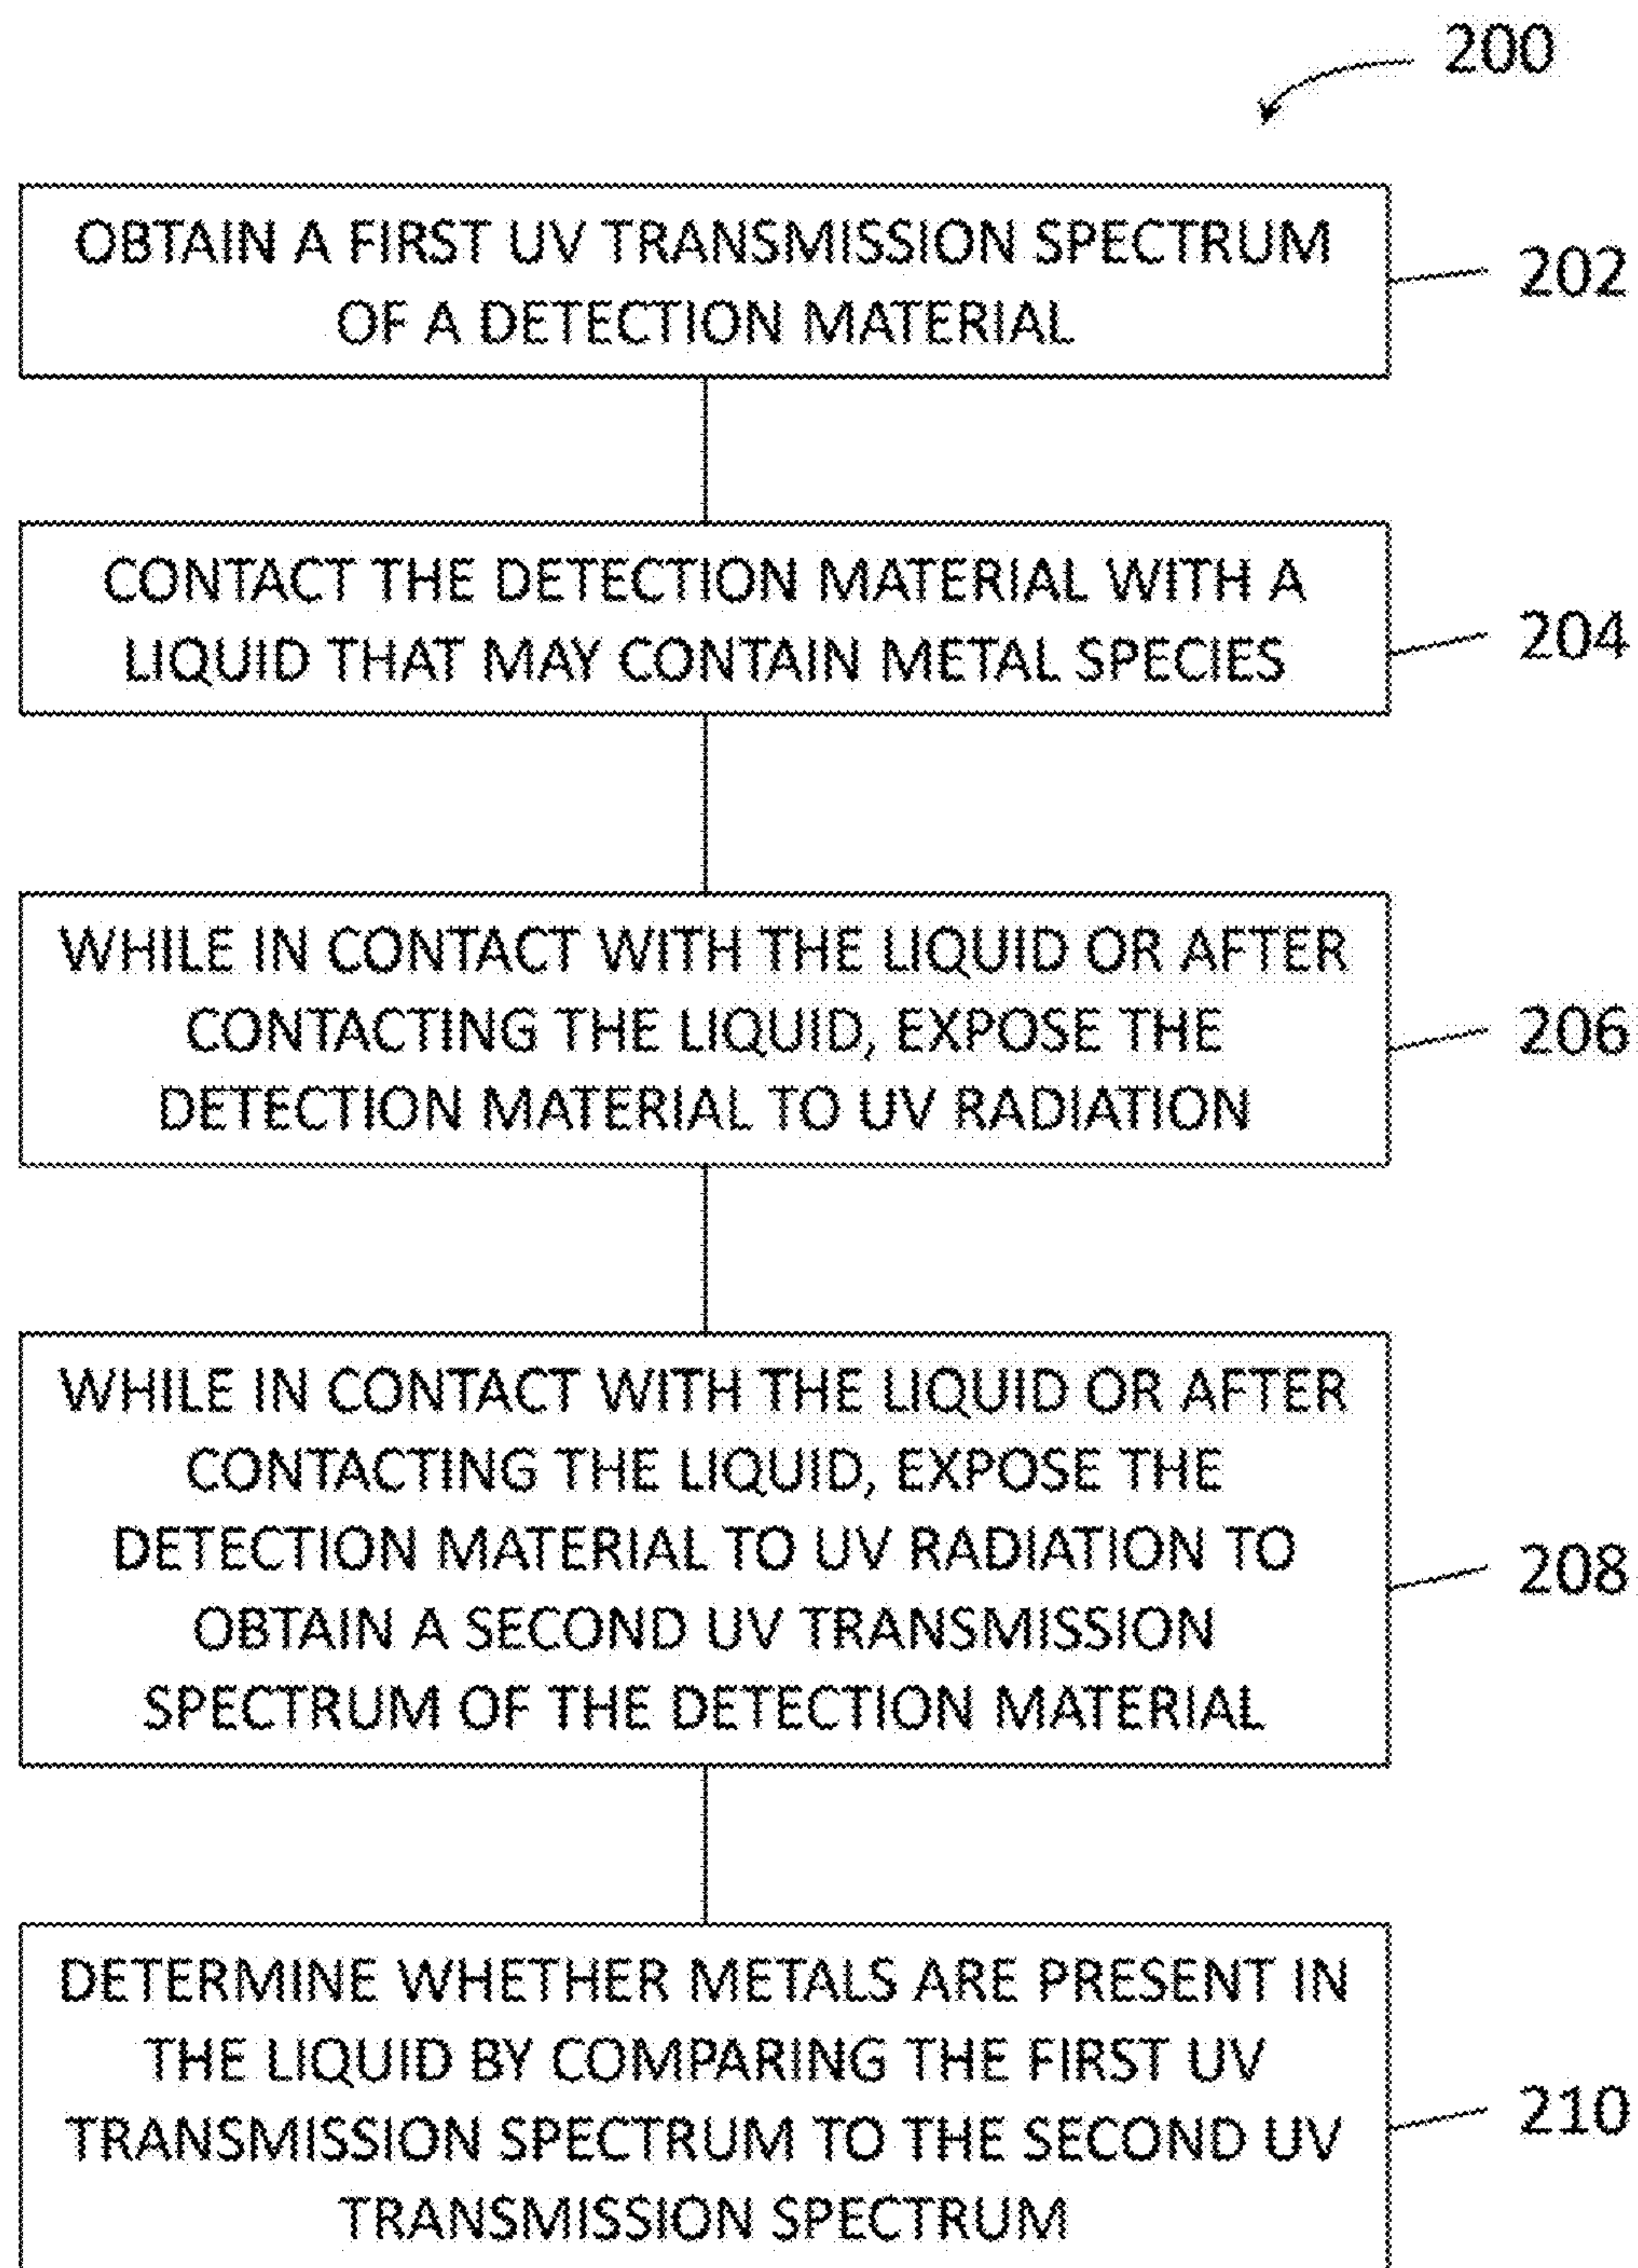 200
OBTAIN A FIRST UV TRANSMISSION SPECTRUM
OF A DETECTION MATERIAL
202
CONTACT THE DETECTION MATERIAL WITH A
LIQUID THAT MAY CONTAIN METAL SPECIES
204
WHILE IN CONTACT WITH THE LIQUID OR AFTER
CONTACTING THE LIQUID, EXPOSE THE
DETECTION MATERIAL TO UV RADIATION
206
WHILE IN CONTACT WITH THE LIQUID OR AFTER
CONTACTING THE LIQUID, EXPOSE THE
DETECTION MATERIAL TO UV RADIATION TO
OBTAIN A SECOND UV TRANSMISSION
SPECTRUM OF THE DETECTION MATERIAL
208
DETERMINE WHETHER METALS ARE PRESENT IN
THE LIQUID BY COMPARING THE FIRST UV
TRANSMISSION SPECTRUM TO THE SECOND UV
TRANSMISSION SPECTRUM
210